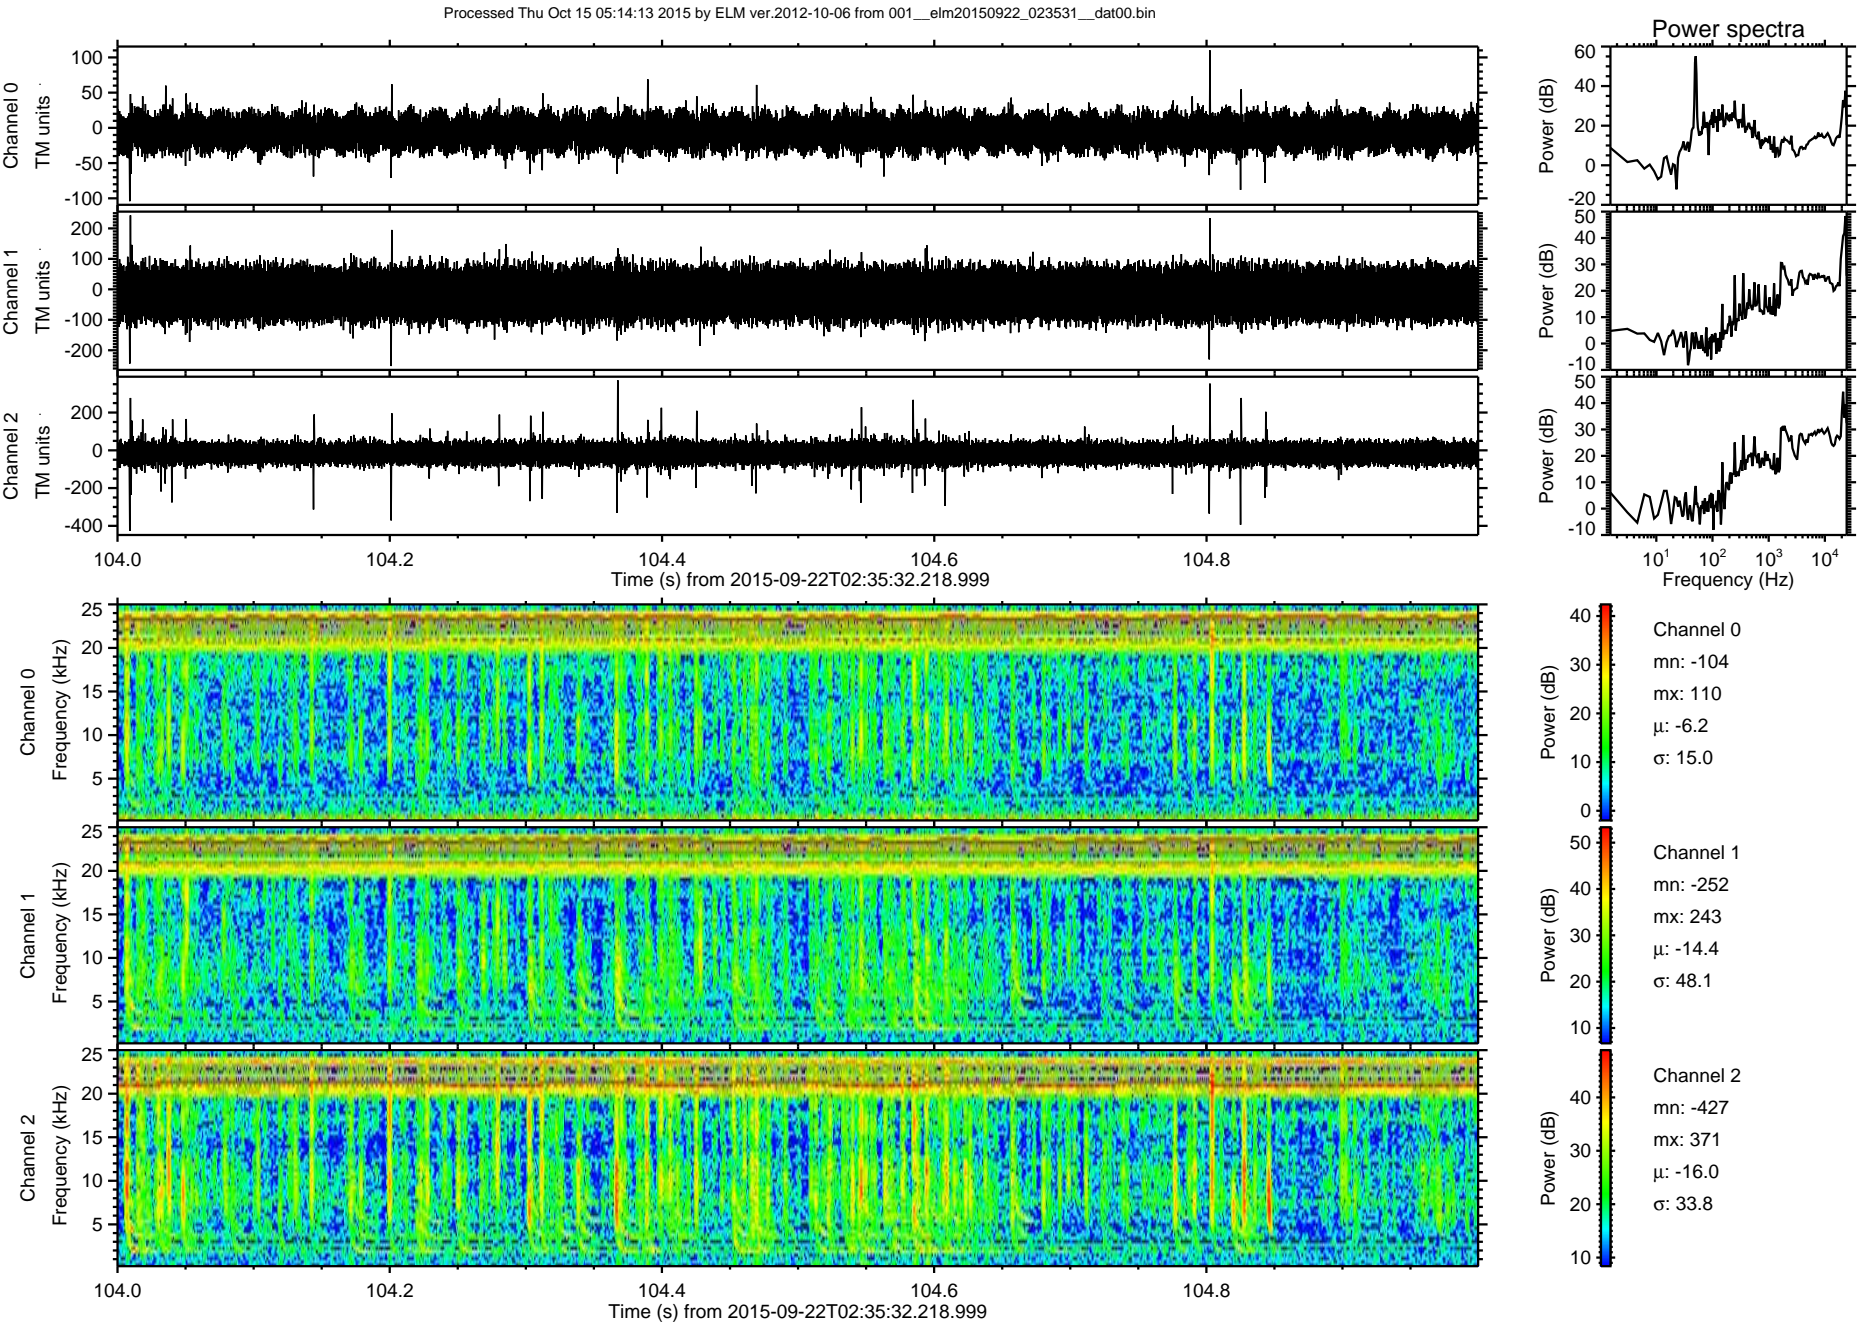 Processed Thu Oct 15 05:14:13 2015 by ELM ver.2012-10-06 from 001__elm20150922_023531__dat00.bin
Power spectra
Channel 0
TM units
100
50
0
-50
-100
Power (dB)
60
40
20
0
-20
Channel 1
TM units
200
100
0
-100
-200
Power (dB)
50
40
30
20
10
0
-10
Channel 2
TM units
200
0
-200
-400
Power (dB)
50
40
30
20
10
0
-10
104.0 104.2 104.4 104.6 104.8
Time (s) from 2015-09-22T02:35:32.218.999
10¹ 10² 10³ 10⁴
Frequency (Hz)
Channel 0
Frequency (kHz)
25
20
15
10
5
Power (dB)
40
30
20
10
0
Channel 0
mn: -104
mx: 110
μ: -6.2
σ: 15.0
Channel 1
Frequency (kHz)
25
20
15
10
5
Power (dB)
50
40
30
20
10
Channel 1
mn: -252
mx: 243
μ: -14.4
σ: 48.1
Channel 2
Frequency (kHz)
25
20
15
10
5
Power (dB)
40
30
20
10
Channel 2
mn: -427
mx: 371
μ: -16.0
σ: 33.8
104.0 104.2 104.4 104.6 104.8
Time (s) from 2015-09-22T02:35:32.218.999